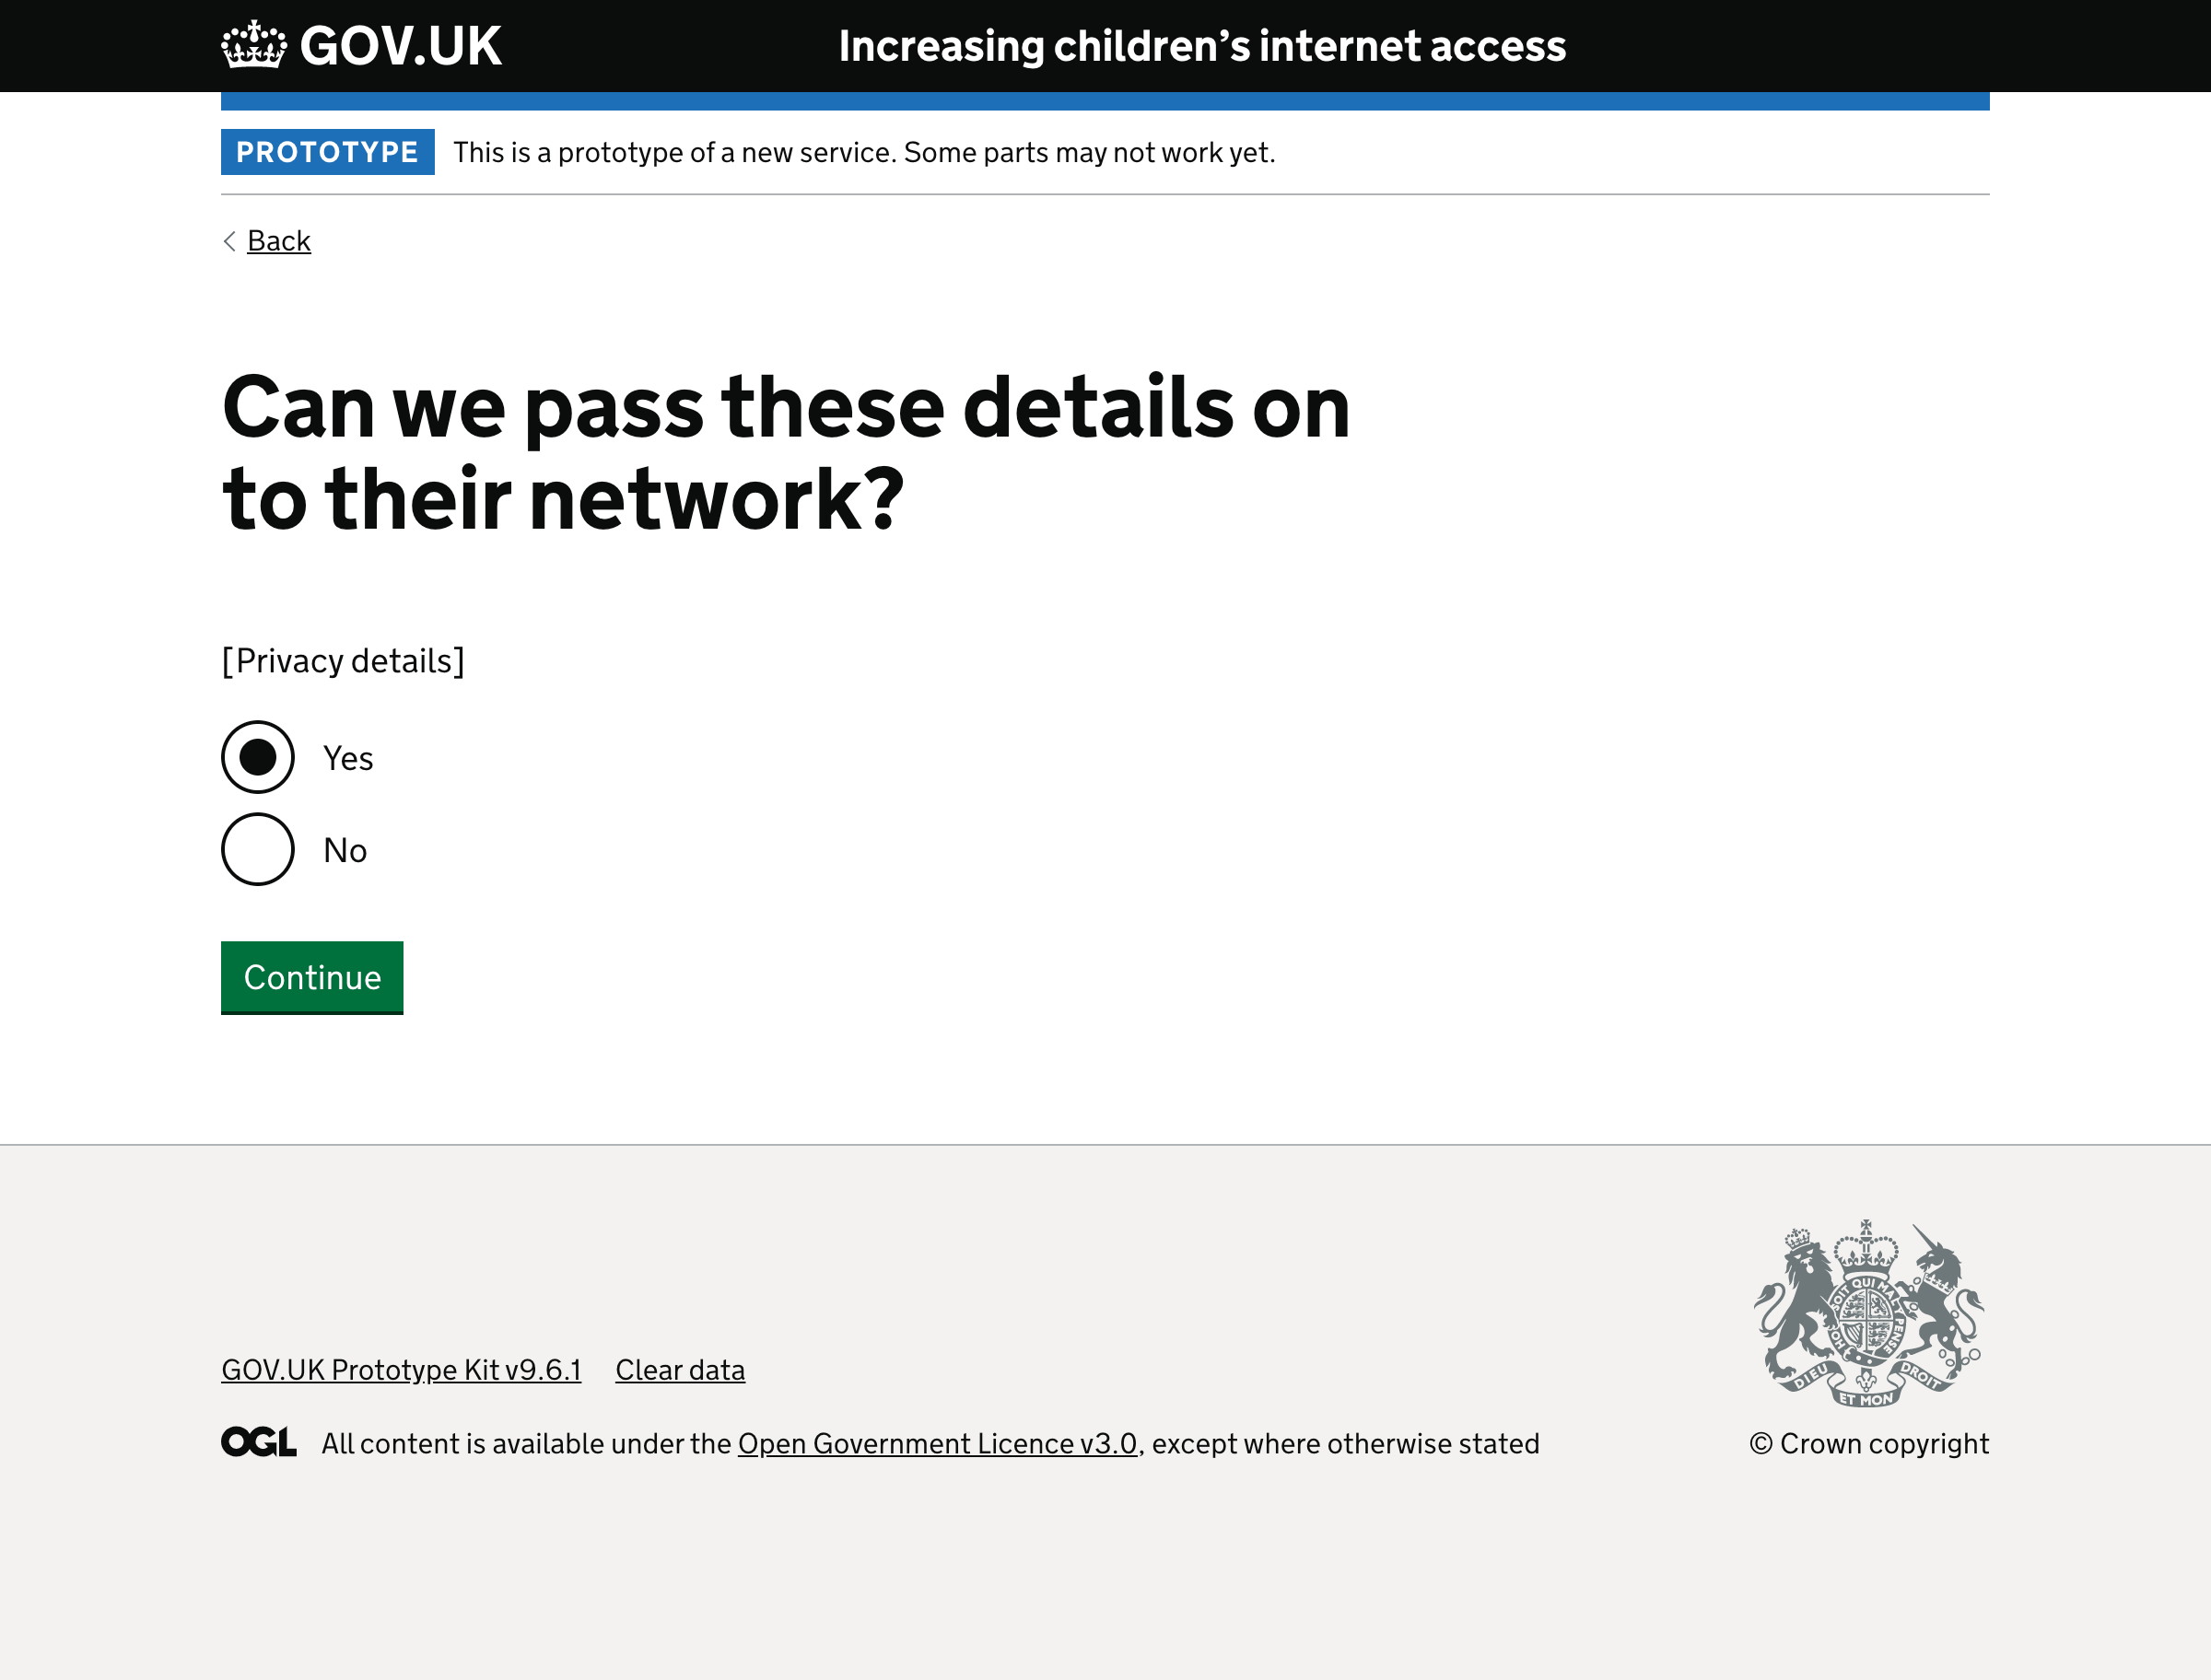 GOV.UK
Increasing children’s internet access
PROTOTYPE This is a prototype of a new service. Some parts may not work yet.
Back
Can we pass these details on
to their network?
[Privacy details]
Yes
No
Continue
GOV.UK Prototype Kit v9.6.1 Clear data
OGL All content is available under the Open Government Licence v3.0, except where otherwise stated
SOIT QUI MAL
PENSE
HO
DIEU
ET MON
DROIT
© Crown copyright